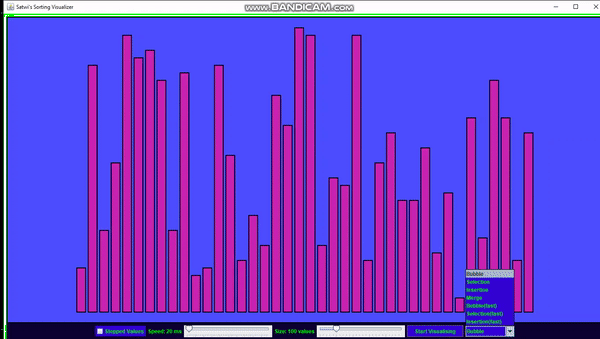 Satwi's Sorting Visualizer
www.BANDICAM.com
Bubble
Selection
Insertion
Merge
Bubble(fast)
Selection(fast)
Insertion(fast)
Stepped Values Speed: 20 ms Size: 100 values Start Visualising Bubble